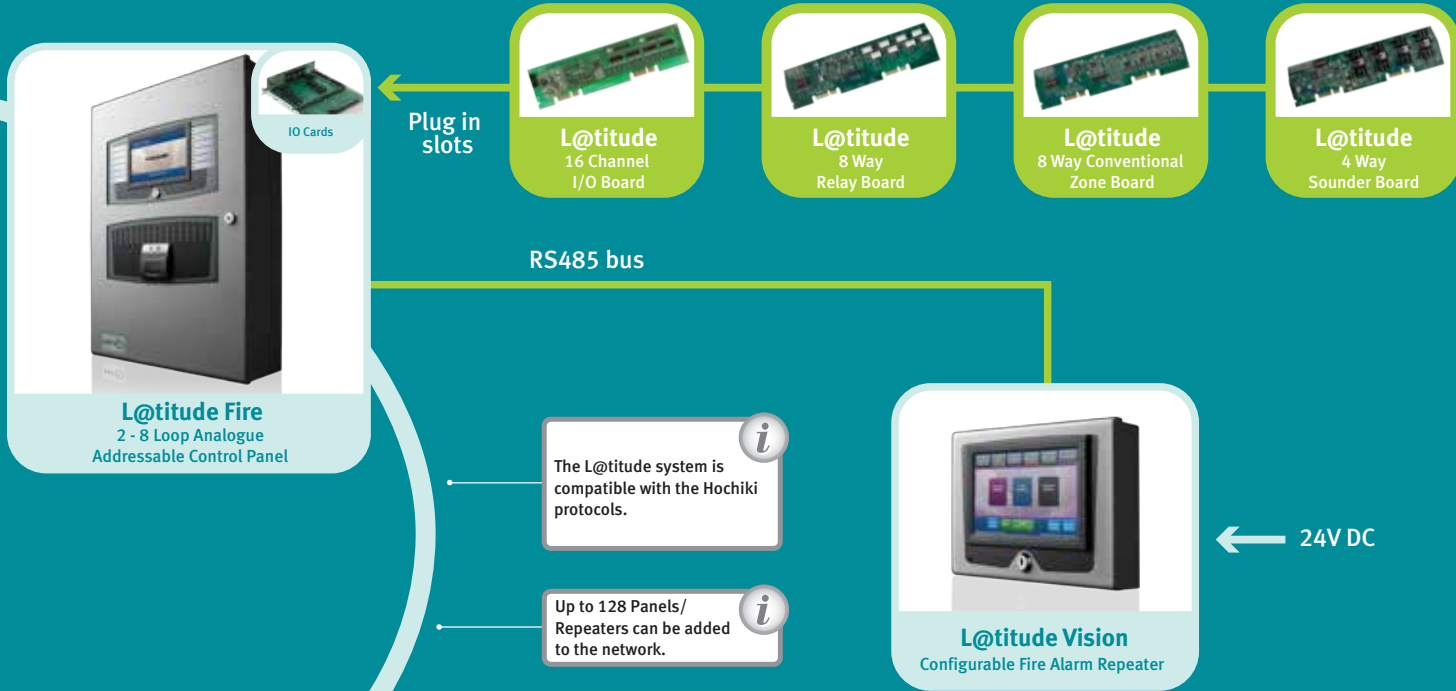 IO Cards
Plug in
slots
L@titude
16 Channel
I/O Board
L@titude
8 Way
Relay Board
L@titude
8 Way Conventional
Zone Board
L@titude
4 Way
Sounder Board
RS485 bus
L@titude Fire
2 - 8 Loop Analogue
Addressable Control Panel
i
The L@titude system is
compatible with the Hochiki
protocols.
i
Up to 128 Panels/
Repeaters can be added
to the network.
24V DC
L@titude Vision
Configurable Fire Alarm Repeater